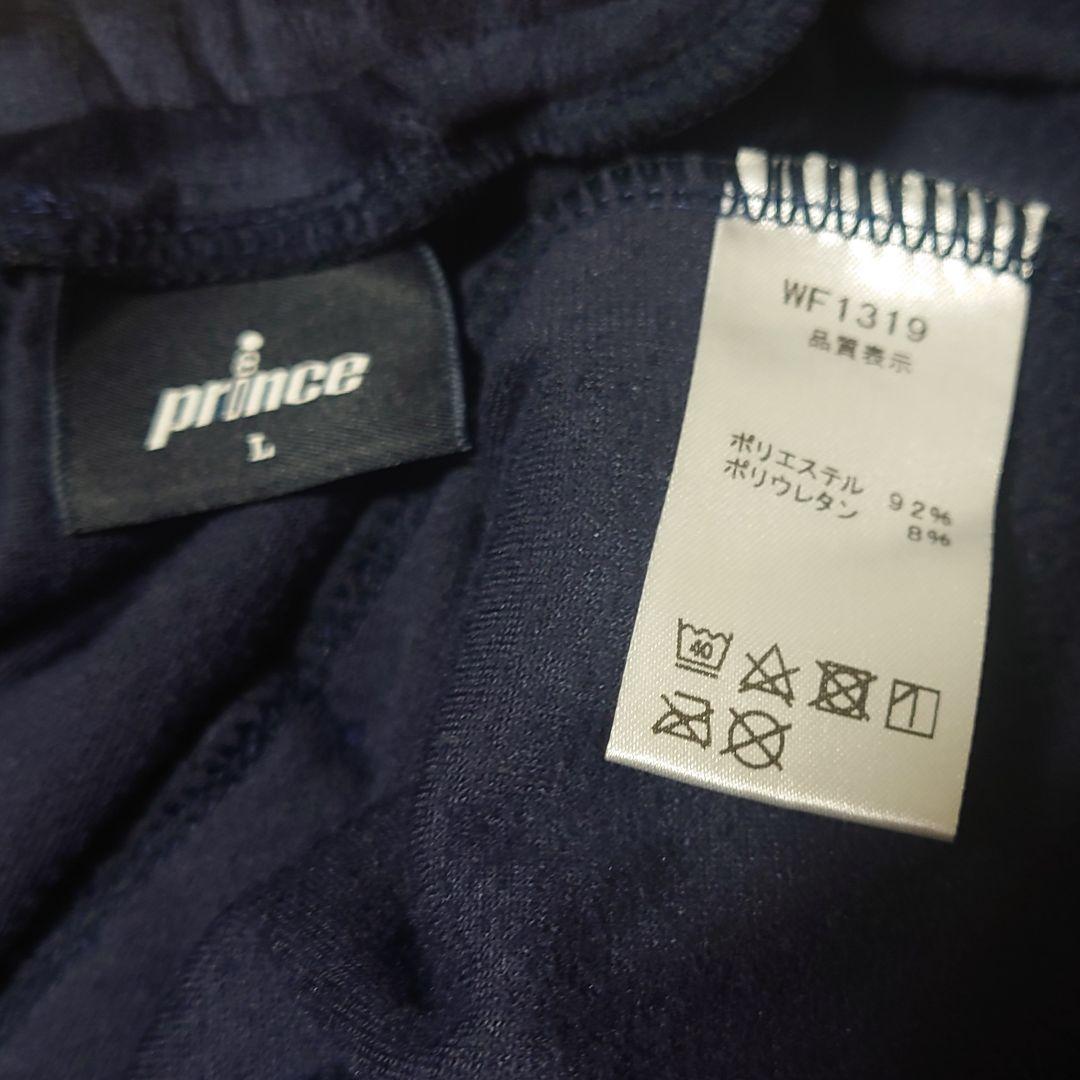 prince
L
WF1319
品質表示
ポリエステル 92%
ポリウレタン 8%
40